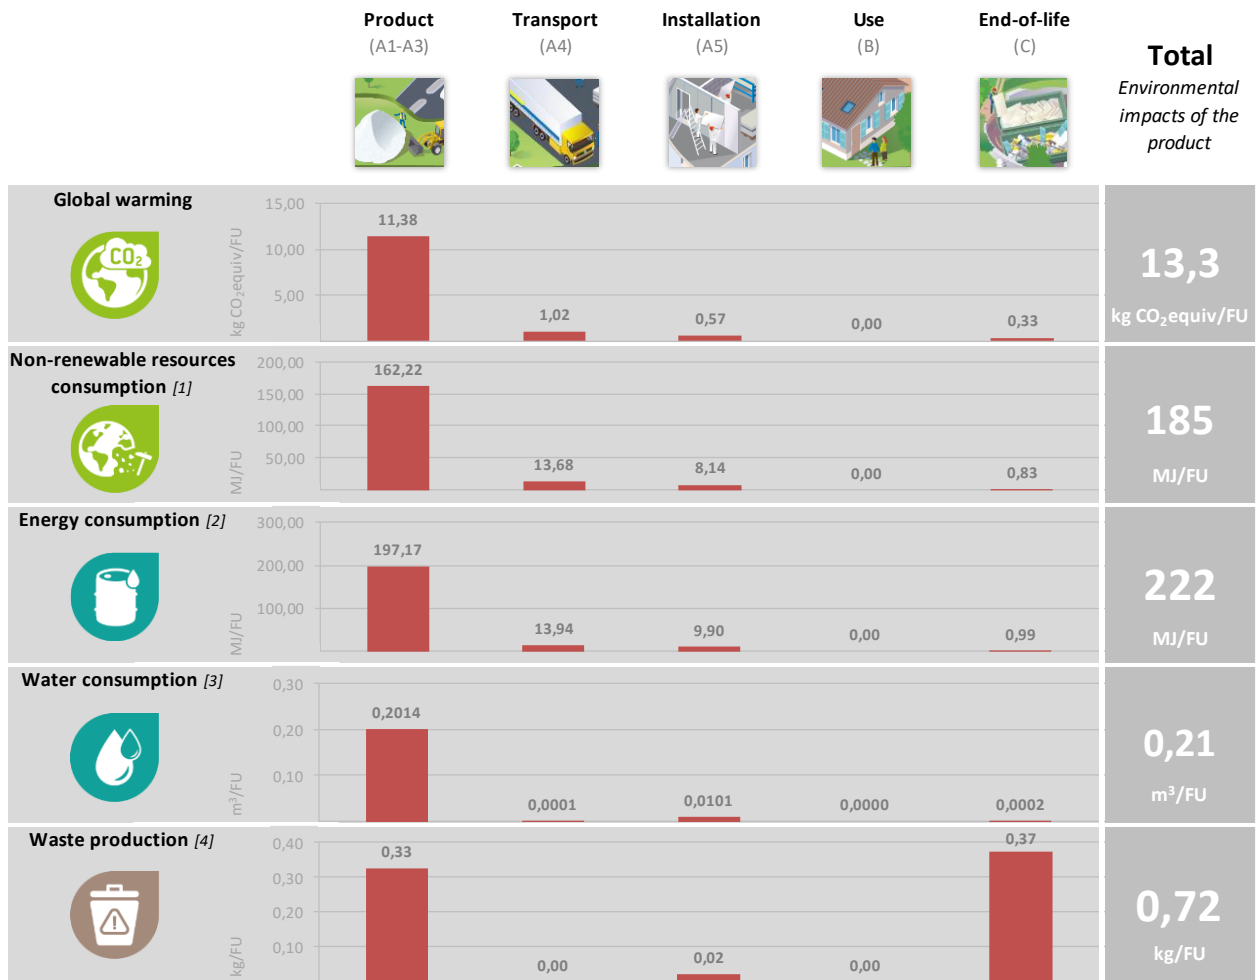 Product
(A1-A3)
Transport
(A4)
Installation
(A5)
Use
(B)
End-of-life
(C)
Total
Environmental
impacts of the
product
Global warming
CO₂
kg CO₂equiv/FU
15,00
10,00
5,00
11,38
1,02
0,57
0,00
0,33
13,3
kg CO₂equiv/FU
Non-renewable resources
consumption [1]
MJ/FU
200,00
150,00
100,00
50,00
162,22
13,68
8,14
0,00
0,83
185
MJ/FU
Energy consumption [2]
MJ/FU
300,00
200,00
100,00
197,17
13,94
9,90
0,00
0,99
222
MJ/FU
Water consumption [3]
m³/FU
0,30
0,20
0,10
0,2014
0,0001
0,0101
0,0000
0,0002
0,21
m³/FU
Waste production [4]
kg/FU
0,40
0,30
0,20
0,10
0,33
0,00
0,02
0,00
0,37
0,72
kg/FU